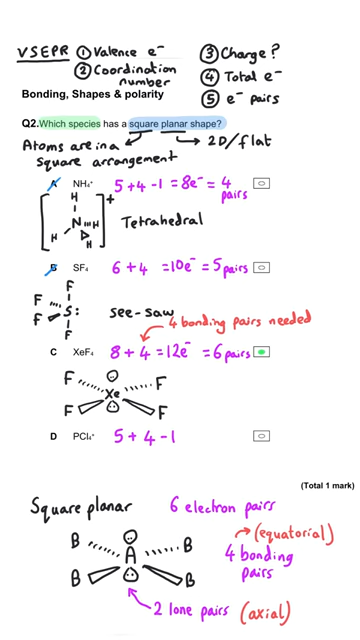 VSEPR ① Valence e⁻ ③ Charge?
② Coordination number ④ Total e⁻
Bonding, Shapes & polarity ⑤ e⁻ pairs
Q2.Which species has a square planar shape?
Atoms are in a square arrangement → 2D/flat
A NH₄⁺ 5+4-1 = 8e⁻ = 4 pairs
H
N H
H H
+
Tetrahedral
B SF₄ 6+4 = 10e⁻ = 5 pairs
F
F S:
F
F
see-saw
4 bonding pairs needed
C XeF₄ 8+4 = 12e⁻ = 6 pairs
F F
Xe
F F
D PCl₄⁺ 5+4-1
(Total 1 mark)
Square planar 6 electron pairs
(equatorial)
B B
A
B B
4 bonding pairs
2 lone pairs (axial)